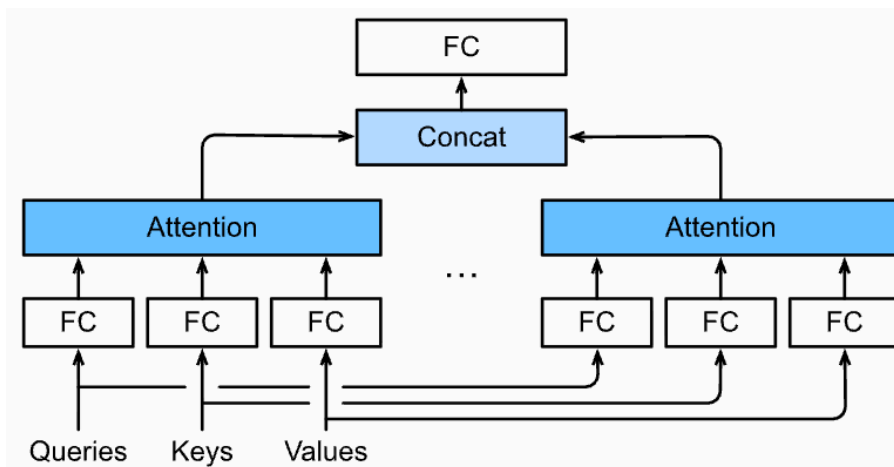 FC
Concat
Attention Attention
...
FC FC FC FC FC FC
Queries Keys Values